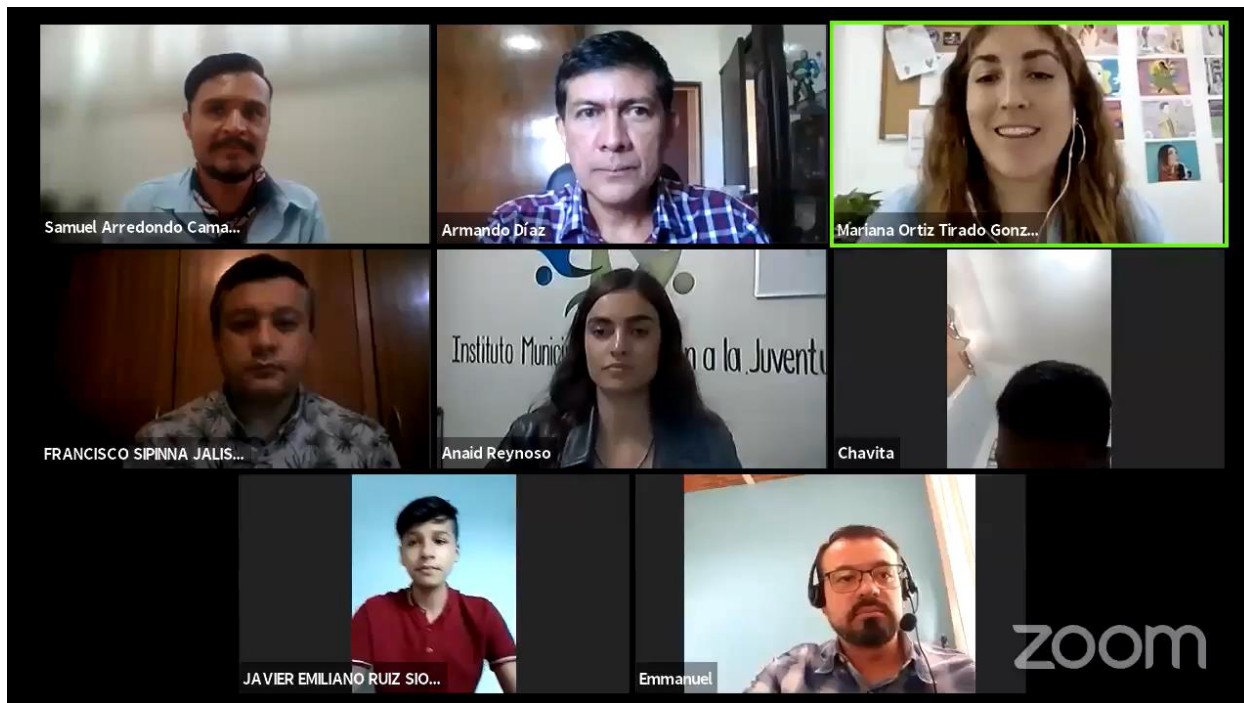 Samuel Arredondo Cama...
Armando Díaz
Mariana Ortiz Tirado Gonz...
FRANCISCO SIPINNA JALIS...
Instituto Munici n a la Juventu
Anaid Reynoso
Chavita
JAVIER EMILIANO RUIZ SIO...
Emmanuel
zoom